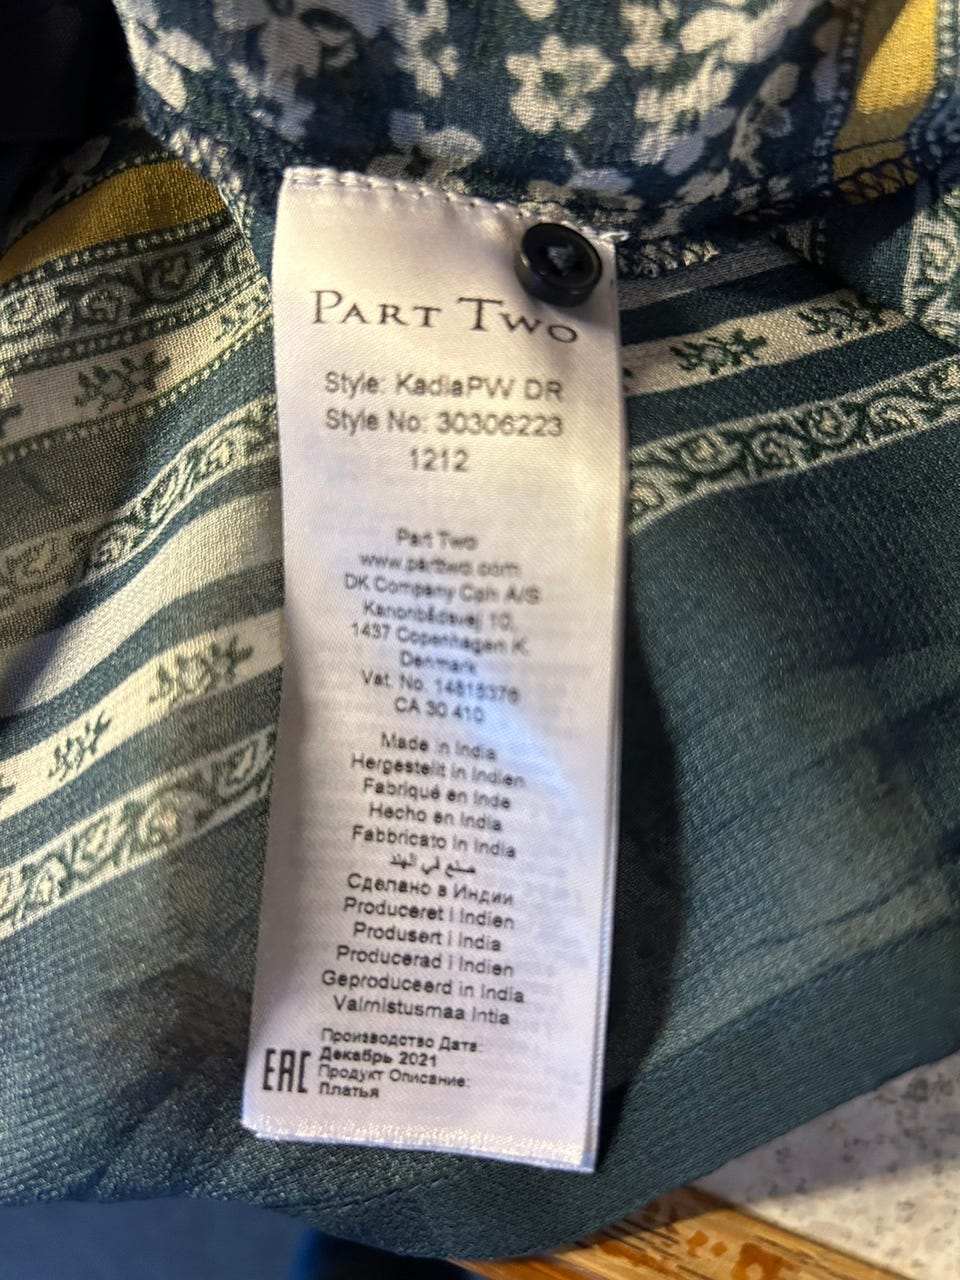 PART TWO
Style: KadiaPW DR
Style No: 30306223
1212
Part Two
www.parttwo.com
DK Company Cph A/S
Kanonbådsvej 10,
1437 Copenhagen K.
Denmark
Vat. No. 14815376
CA 30 410
Made in India
Hergestellt in Indien
Fabriqué en Inde
Hecho en India
Fabbricato in India
صنع في الهند
Сделано в Индии
Produceret i Indien
Produsert i India
Producerad i Indien
Geproduceerd in India
Valmistusmaa Intia
Производство Дата:
Декабрь 2021
EAC Продукт Описание:
Платья